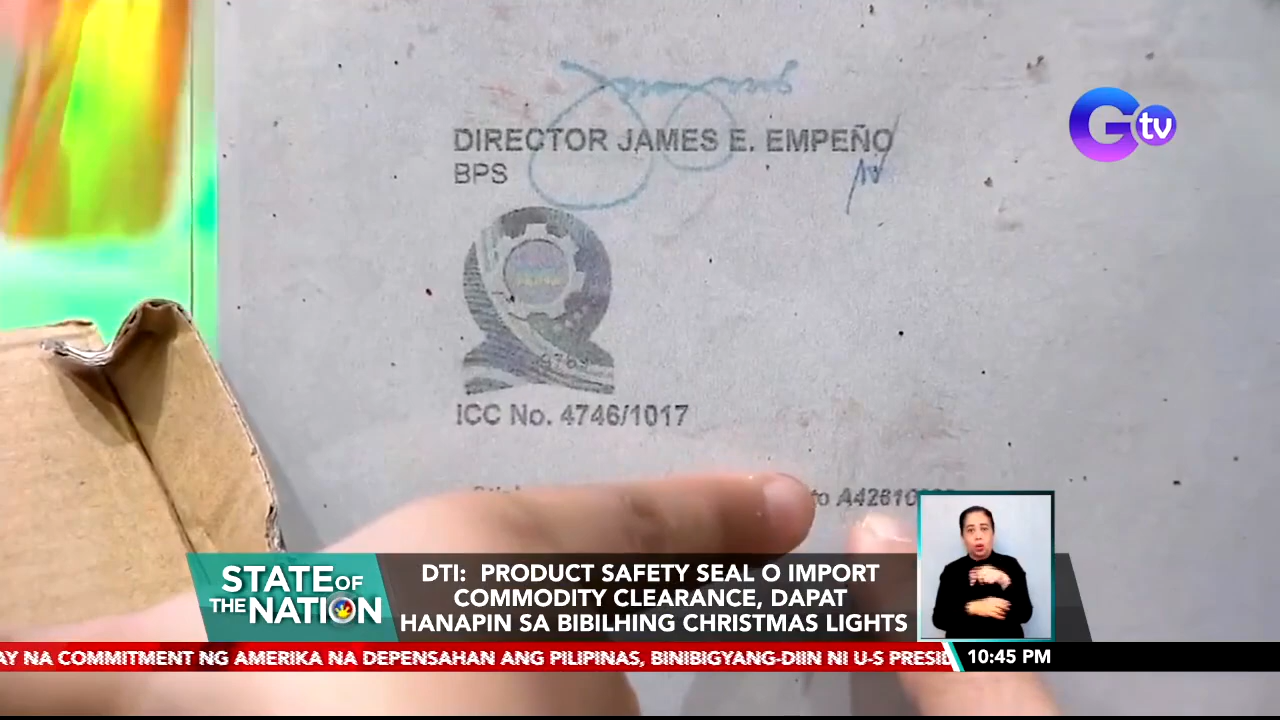 G tv
DIRECTOR JAMES E. EMPEÑO
BPS
ICC No. 4746/1017
to
STATE OF
THE NATION
DTI: PRODUCT SAFETY SEAL O IMPORT
COMMODITY CLEARANCE, DAPAT
HANAPIN SA BIBILHING CHRISTMAS LIGHTS
NA COMMITMENT NG AMERIKA NA DEPENSAHAN ANG PILIPINAS, BINIBIGYANG-DIIN NI U-S
10:45 PM